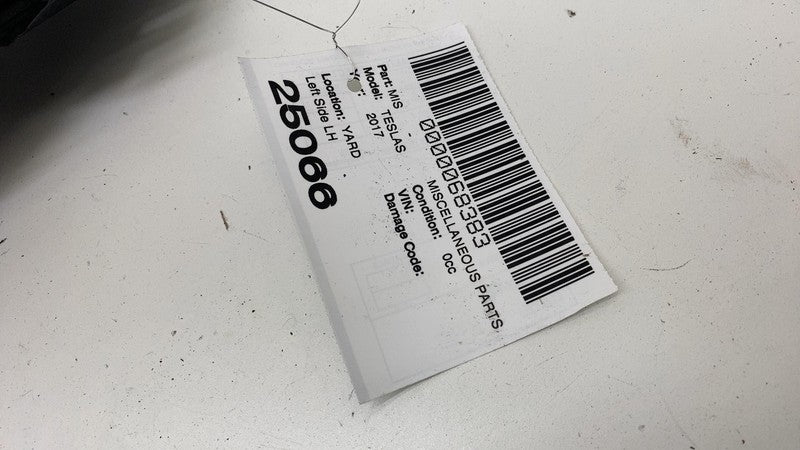 0000068383
Part: MIS MISCELLANEOUS PARTS
Model: TESLAS Condition: 0cc
Year: 2017 VIN:
Damage Code:
Location: YARD
Left Side LH
25066